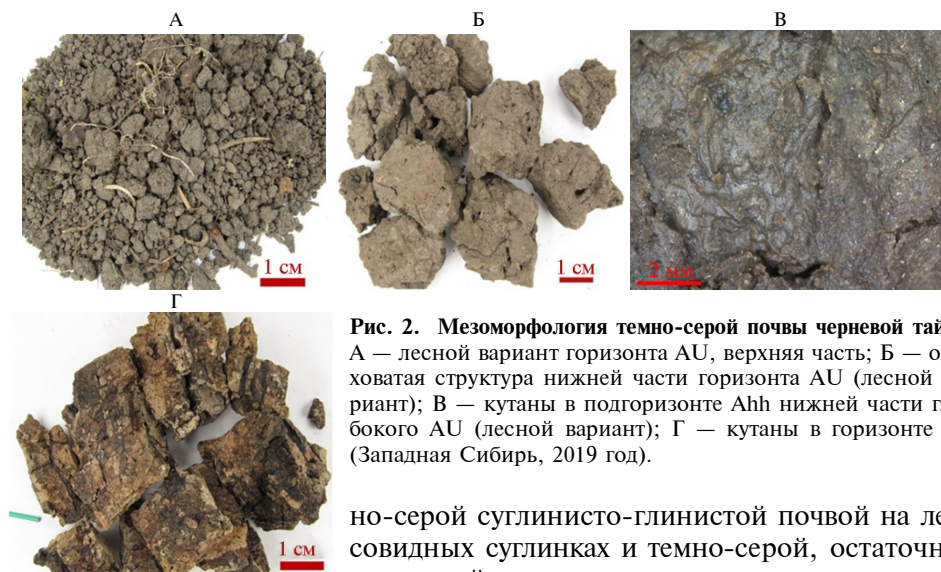 А
Б
В
1 см
1 см
2 мм
Г
1 см
Рис. 2. Мезоморфология темно-серой почвы черневой тай
А — лесной вариант горизонта AU, верхняя часть; Б — о
ховатая структура нижней части горизонта AU (лесной
риант); В — кутаны в подгоризонте Ahh нижней части г
бокого AU (лесной вариант); Г — кутаны в горизонте
(Западная Сибирь, 2019 год).
но-серой суглинисто-глинистой почвой на ле
совидных суглинках и темно-серой, остаточн